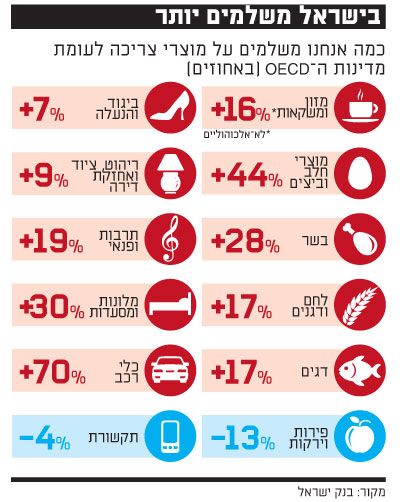 בישראל משלמים יותר
כמה אנחנו משלמים על מוצרי צריכה לעומת
מדינות ה־OECD (באחוזים)
מזון
ומשקאות*
+16%
*לא־אלכוהוליים
ביגוד
והנעלה
+7%
מוצרי
חלב
וביצים
+44%
ריהוט, ציוד
ואחזקת
דירה
+9%
בשר
+28%
תרבות
ופנאי
+19%
לחם
ודגנים
+17%
מלונות
ומסעדות
+30%
דגים
+17%
כלי
רכב
+70%
פירות
וירקות
-13%
תקשורת
-4%
מקור: בנק ישראל